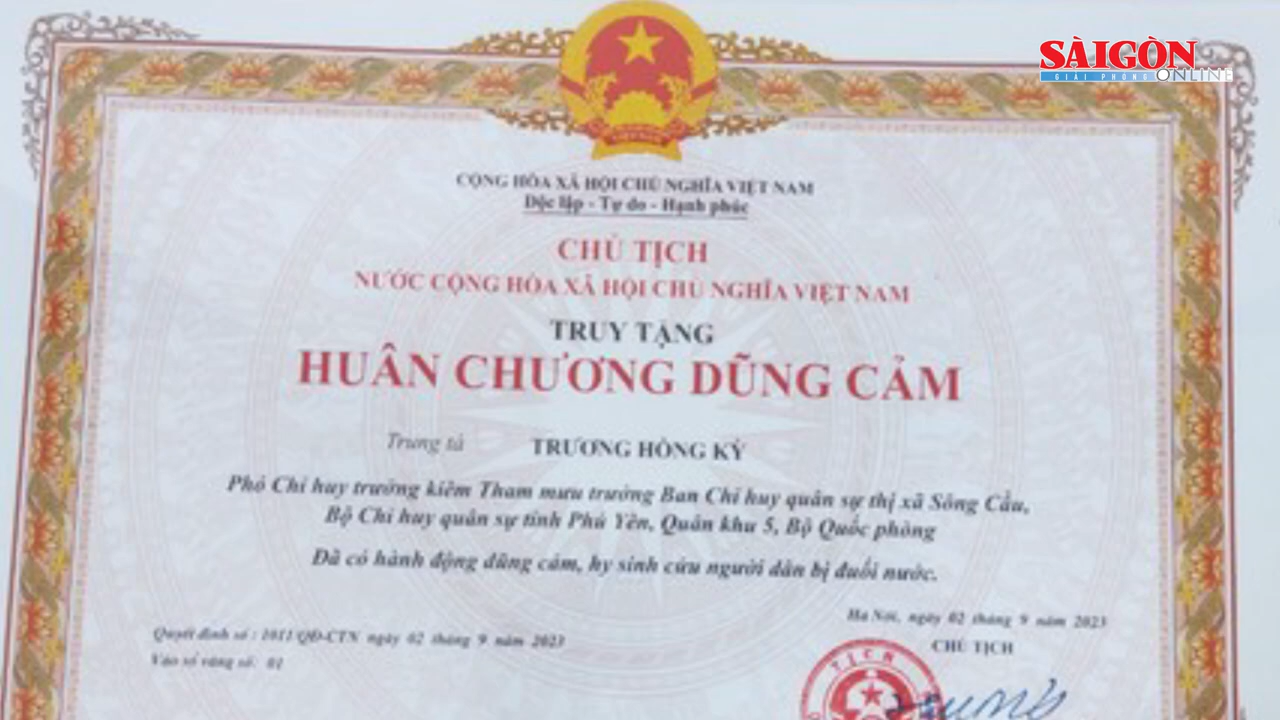 SÀIGÒN
GIẢI PHÓNG ONLINE
CỘNG HÒA XÃ HỘI CHỦ NGHĨA VIỆT NAM
Độc lập - Tự do - Hạnh phúc
CHỦ TỊCH
NƯỚC CỘNG HÒA XÃ HỘI CHỦ NGHĨA VIỆT NAM
TRUY TẶNG
HUÂN CHƯƠNG DŨNG CẢM
Trung tá TRƯƠNG HỒNG KỲ
Phó Chỉ huy trưởng kiêm Tham mưu trưởng Ban Chỉ huy quân sự thị xã Sông Cầu,
Bộ Chỉ huy quân sự tỉnh Phú Yên, Quân khu 5, Bộ Quốc phòng
Đã có hành động dũng cảm, hy sinh cứu người dân bị đuối nước.
Hà Nội, ngày 02 tháng 9 năm 2023
Quyết định số: 1011/QĐ-CTN ngày 02 tháng 9 năm 2023
CHỦ TỊCH
Vào sổ vàng số: 01
TỊCH